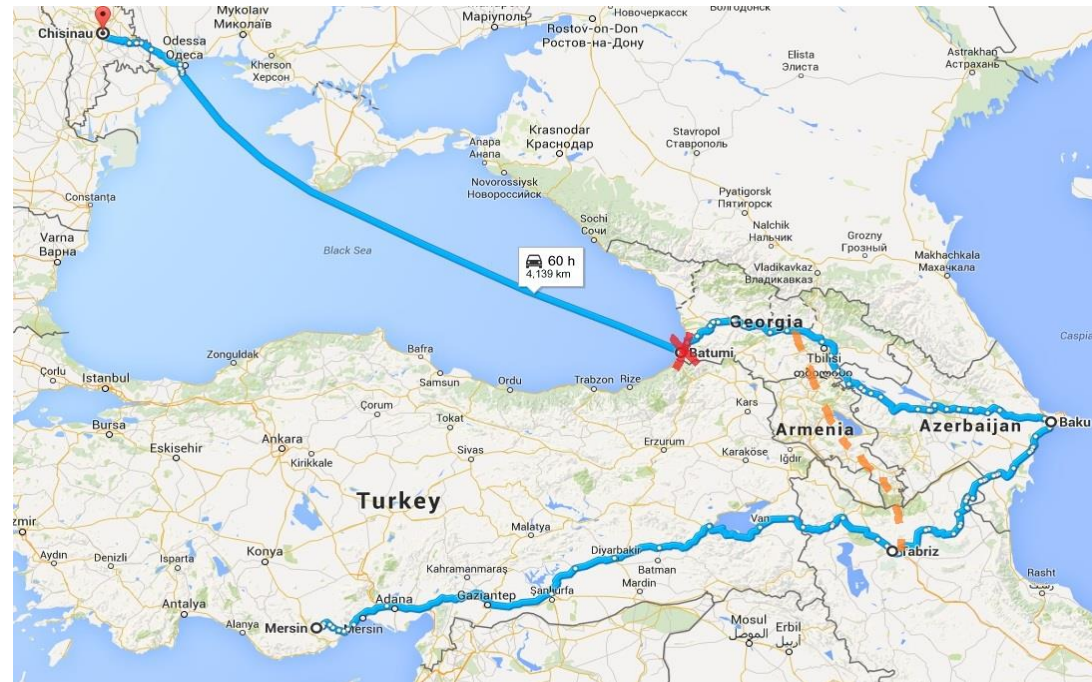 Mykolaiv
Миколаїв
Маріуполь
Новочеркасск
Rostov-on-Don
Ростов-на-Дону
Chisinau
Odessa
Одеса
Kherson
Херсон
Elista
Элиста
Astrakhan
Астрахань
Krasnodar
Краснодар
Stavropol
Ставрополь
Anapa
Анапа
Novorossiysk
Новороссийск
Constanța
Pyatigorsk
Пятигорск
Sochi
Сочи
Nalchik
Нальчик
Grozny
Грозный
Varna
Варна
Black Sea
60 h
4,139 km
Vladikavkaz
Владикавказ
Makhachkala
Махачкала
Georgia
Caspia
Batumi
Tbilisi
თბილისი
Zonguldak
Bafra
Samsun
Ordu
Trabzon
Rize
Çorlu
Istanbul
Çorum
Tokat
Kars
Armenia
Azerbaijan
Baku
Bursa
Eskisehir
Ankara
Kirikkale
Sivas
Erzurum
Karaköse
Iğdır
Turkey
Malatya
Van
zmir
Diyarbakir
Tabriz
Aydın
Denizli
Isparta
Konya
Kahramanmaraş
Batman
Mardin
Rasht
رشت
Adana
Gaziantep
Şanlıurfa
Antalya
Alanya
Mersin
Mersin
Mosul
الموصل
Erbil
أربيل